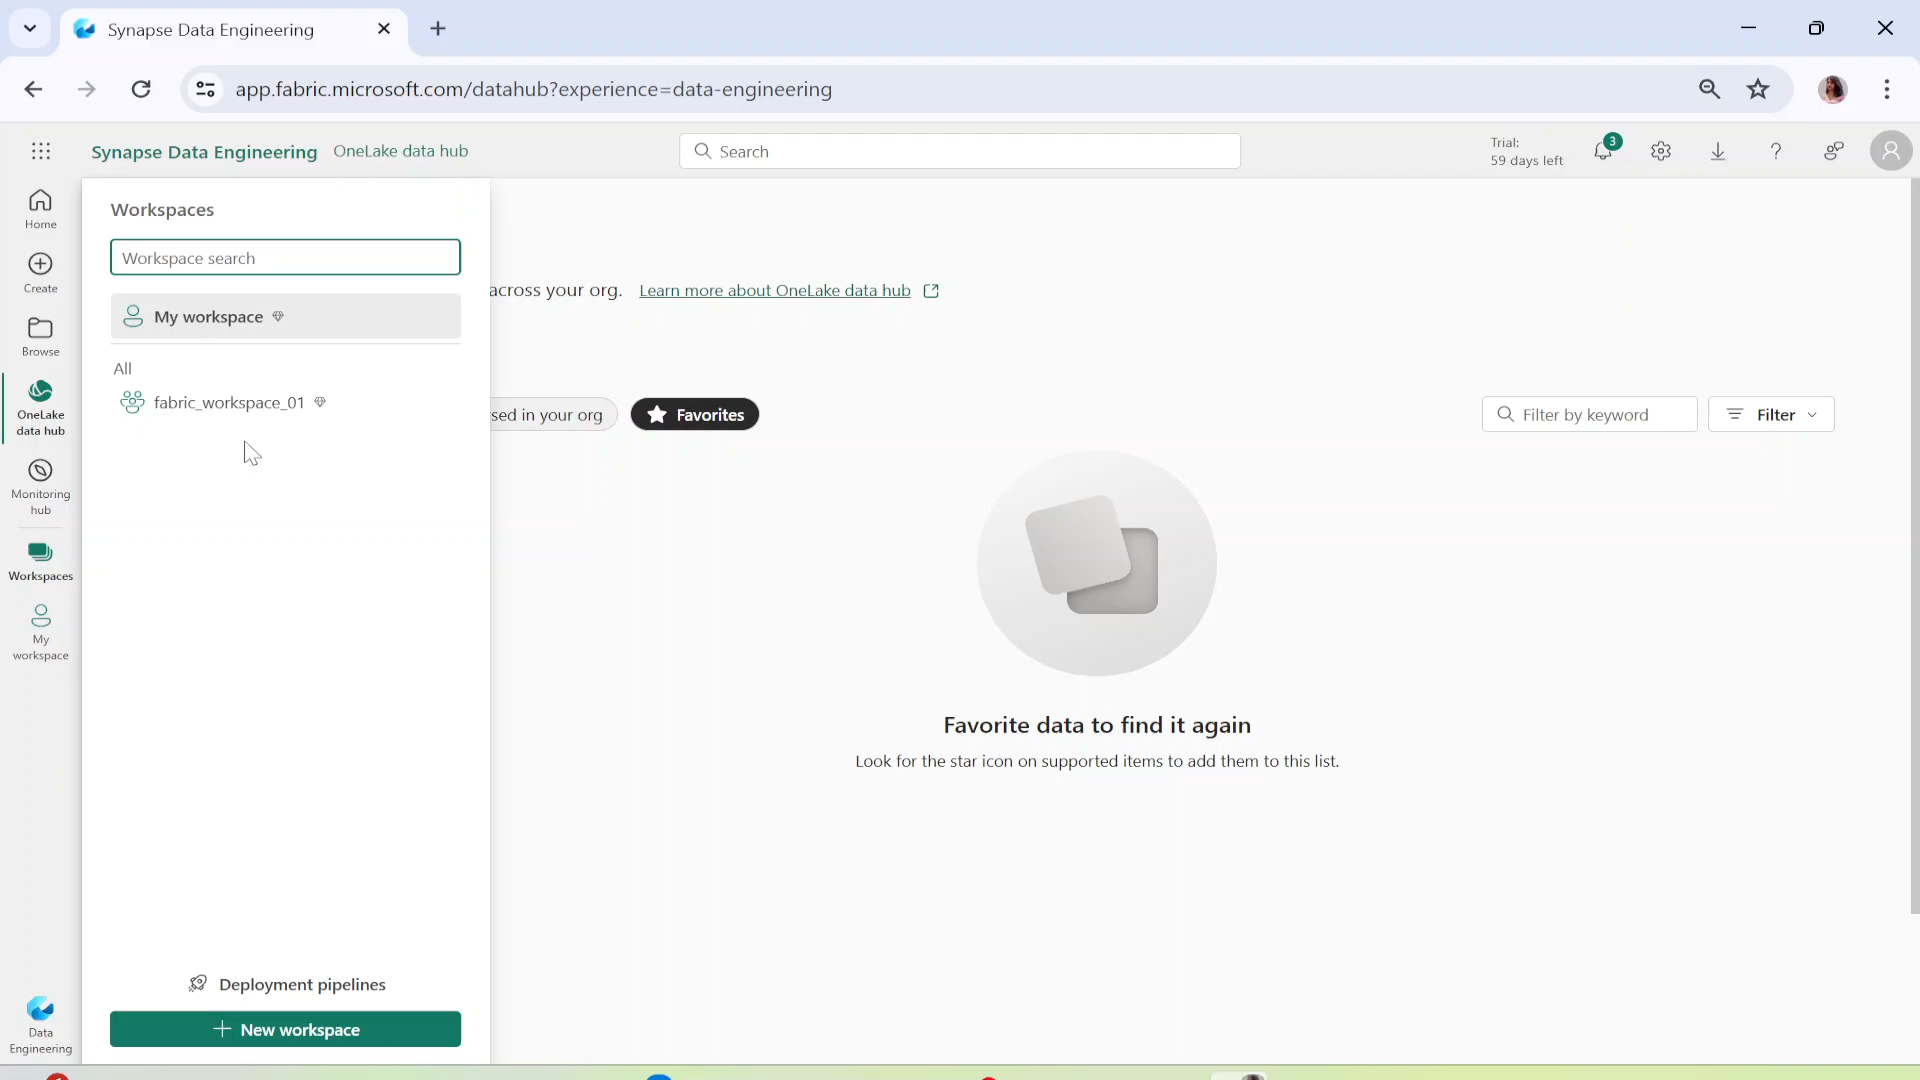 Synapse Data Engineering
app.fabric.microsoft.com/datahub?experience=data-engineering
Synapse Data Engineering OneLake data hub
Search
Trial:
59 days left
3
?
Home
Create
Browse
OneLake
data hub
Monitoring
hub
Workspaces
My
workspace
Data
Engineering
Workspaces
Workspace search
My workspace
All
fabric_workspace_01
Deployment pipelines
+ New workspace
across your org. Learn more about OneLake data hub
sed in your org
Favorites
Filter by keyword
Filter
Favorite data to find it again
Look for the star icon on supported items to add them to this list.